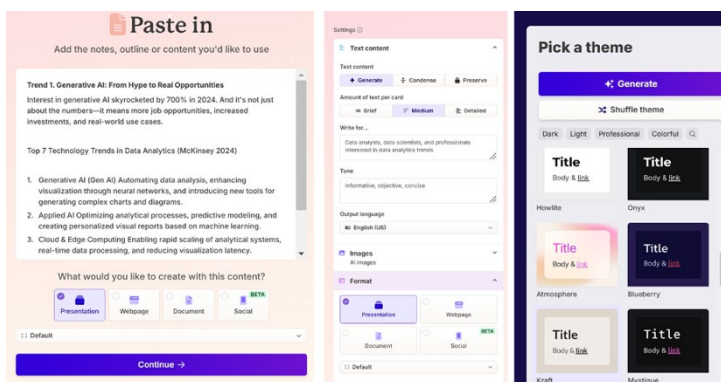 Paste in
Add the notes, outline or content you'd like to use
Trend 1. Generative AI: From Hype to Real Opportunities
Interest in generative AI skyrocketed by 700% in 2024. And it's not just
about the numbers—it means more job opportunities, increased
investments, and real-world use cases.
Top 7 Technology Trends in Data Analytics (McKinsey 2024)
1. Generative AI (Gen AI) Automating data analysis, enhancing
visualization through neural networks, and introducing new tools for
generating complex charts and diagrams.
2. Applied AI Optimizing analytical processes, predictive modeling, and
creating personalized visual reports based on machine learning.
3. Cloud & Edge Computing Enabling rapid scaling of analytical systems,
real-time data processing, and reducing visualization latency.
What would you like to create with this content?
Presentation
Webpage
Document
Social
BETA
Default
Continue →
Settings
Text content
Text content
Generate
Condense
Preserve
Amount of text per card
Brief
Medium
Detailed
Write for...
Data analysts, data scientists, and professionals
interested in data analytics trends
Tone
Informative, objective, concise
Output language
English (US)
Images
AI images
Format
Presentation
Webpage
Document
Social
BETA
Default
Pick a theme
Generate
Shuffle theme
Dark Light Professional Colorful
Title
Body & link
Howlite
Title
Body & link
Onyx
Title
Body & link
Atmosphere
Title
Body & link
Blueberry
Title
Body & link
Kraft
Title
Body & link
Mystique